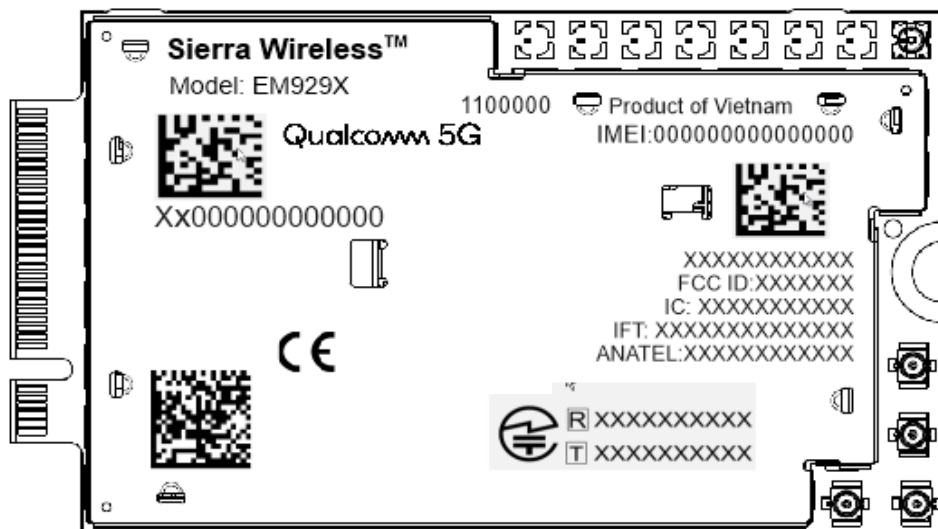 Sierra Wireless™
Model: EM929X
1100000
Product of Vietnam
Qualcomm 5G
IMEI:000000000000000
Xx000000000000
XXXXXXXXXXXX
FCC ID:XXXXXXX
IC: XXXXXXXXXXX
IFT: XXXXXXXXXXXXXX
ANATEL:XXXXXXXXXXXX
CE
R XXXXXXXXXX
T XXXXXXXXXX